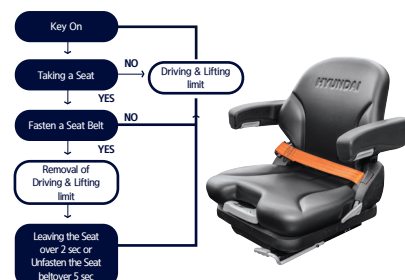 Key On
Taking a Seat
NO
Driving & Lifting
limit
YES
Fasten a Seat Belt
NO
YES
Removal of
Driving & Lifting
limit
Leaving the Seat
over 2 sec or
Unfasten the Seat
beltover 5 sec
HYUNDAI